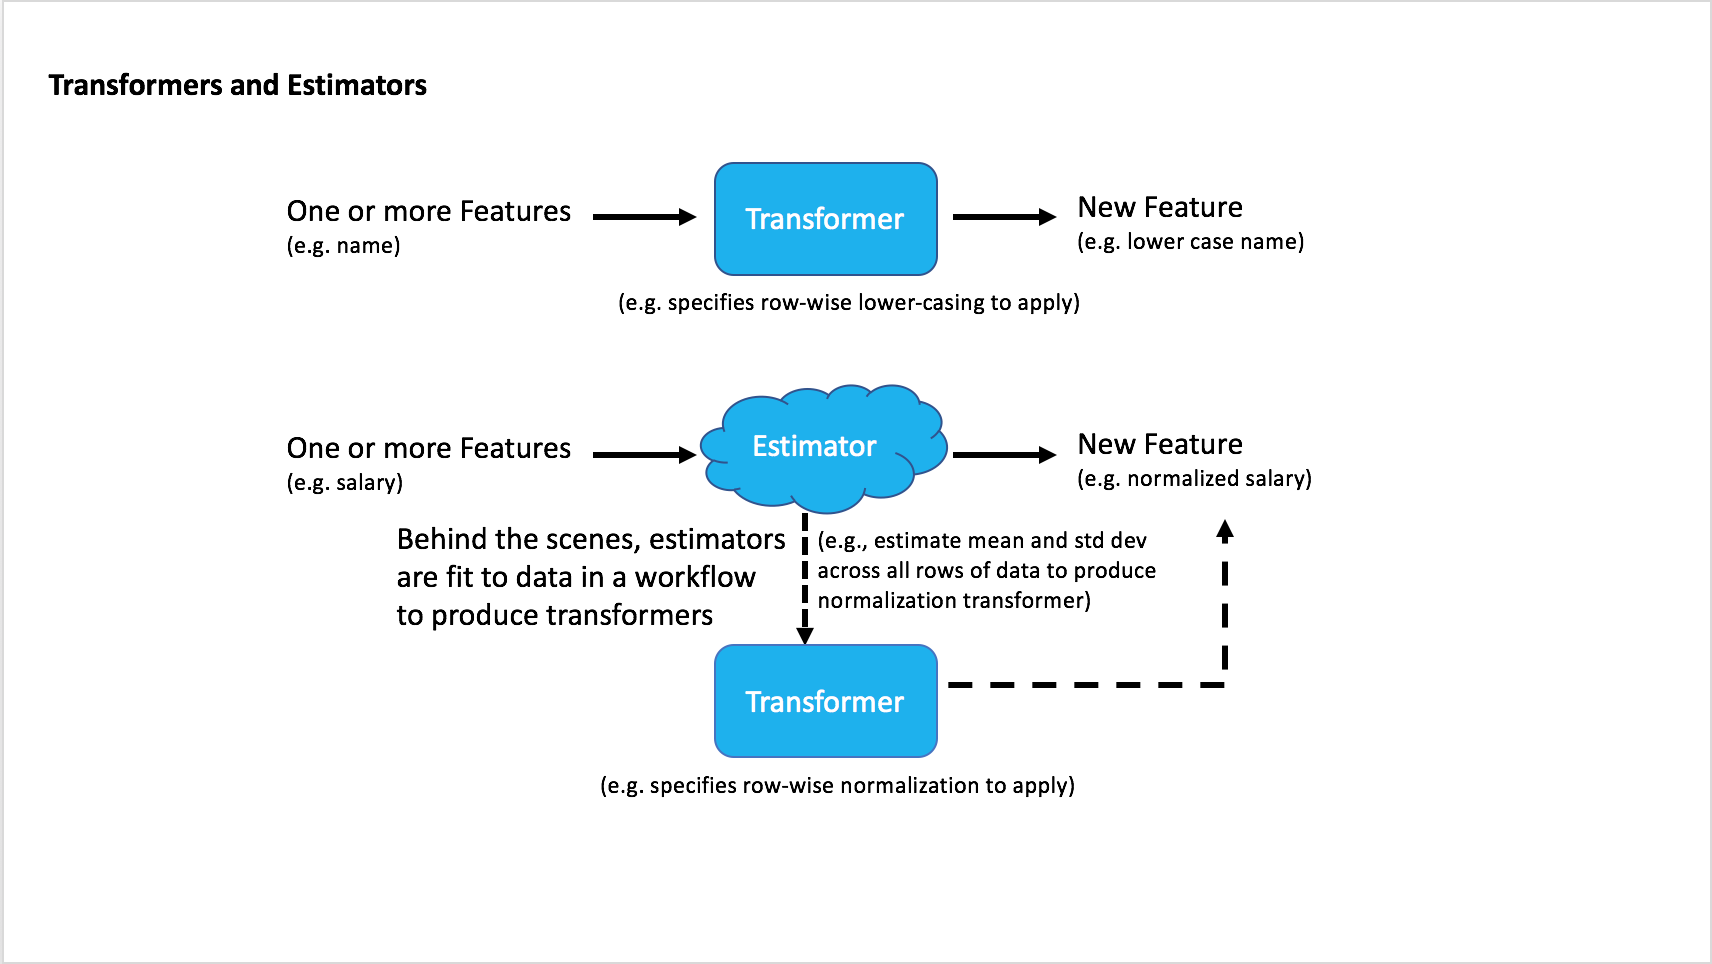 Transformers and Estimators
One or more Features
(e.g. name)
Transformer
New Feature
(e.g. lower case name)
(e.g. specifies row-wise lower-casing to apply)
One or more Features
(e.g. salary)
Estimator
New Feature
(e.g. normalized salary)
Behind the scenes, estimators
are fit to data in a workflow
to produce transformers
(e.g., estimate mean and std dev
across all rows of data to produce
normalization transformer)
Transformer
(e.g. specifies row-wise normalization to apply)